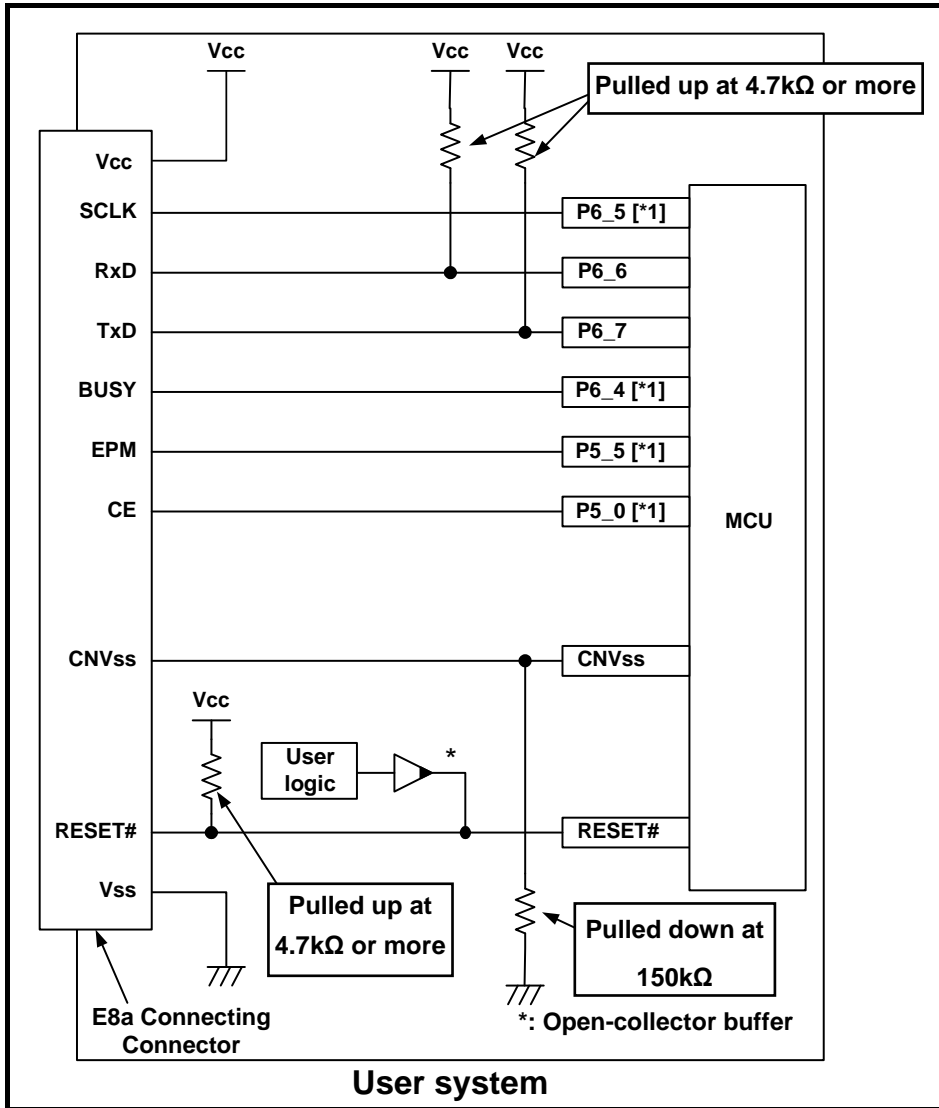 Vcc
Vcc
Vcc
Pulled up at 4.7kΩ or more
Vcc
SCLK
P6_5 [*1]
RxD
P6_6
TxD
P6_7
BUSY
P6_4 [*1]
EPM
P5_5 [*1]
CE
P5_0 [*1]
MCU
CNVss
CNVss
Vcc
User
logic
*
RESET#
RESET#
Vss
Pulled up at
4.7kΩ or more
Pulled down at
150kΩ
E8a Connecting
Connector
*: Open-collector buffer
User system